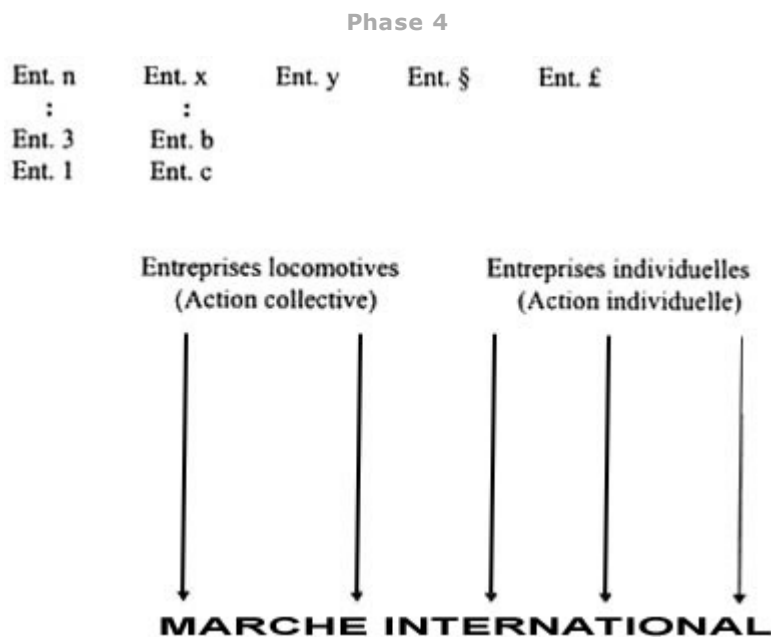 Phase 4
Ent. n Ent. x Ent. y Ent. § Ent. £
: :
Ent. 3 Ent. b
Ent. 1 Ent. c
Entreprises locomotives Entreprises individuelles
(Action collective) (Action individuelle)
MARCHE INTERNATIONAL